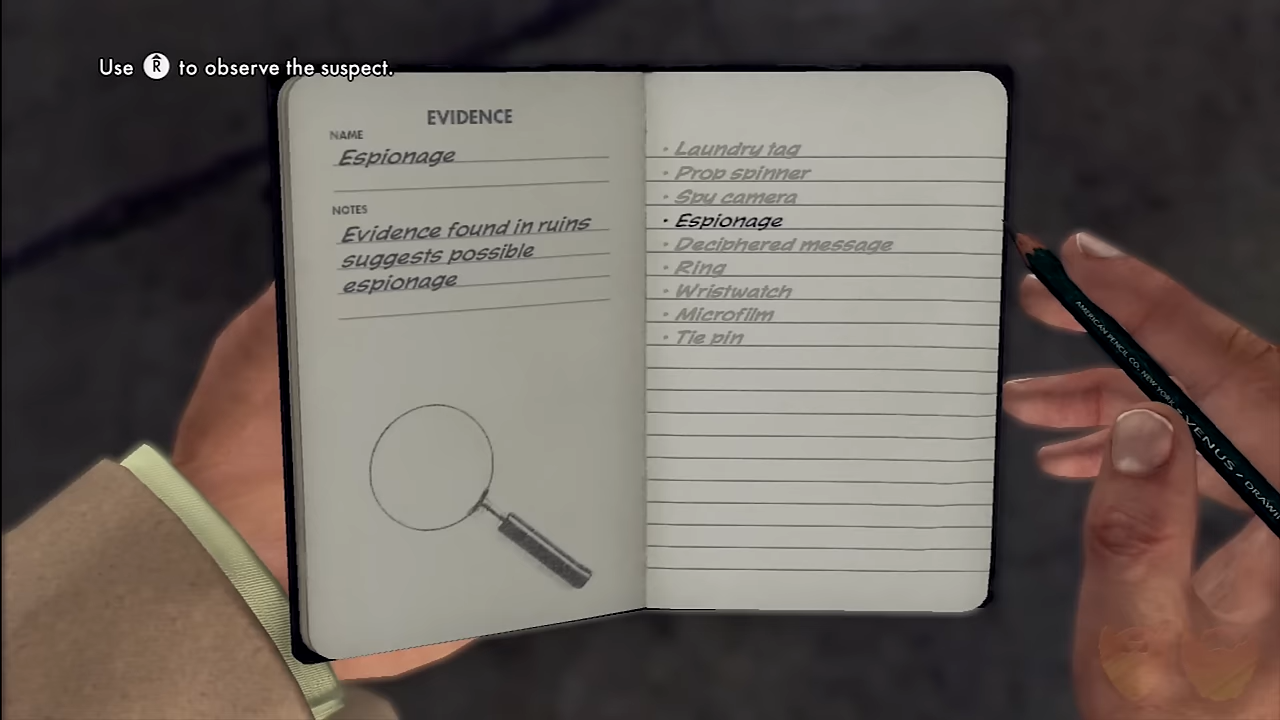 Use R to observe the suspect.
EVIDENCE
NAME
Espionage
NOTES
Evidence found in ruins
suggests possible
espionage
• Laundry tag
• Prop spinner
• Spy camera
• Espionage
• Deciphered message
• Ring
• Wristwatch
• Microfilm
• Tie pin
AMERICAN PENCIL CO. NEW YORK
VENUS / DRAWIN